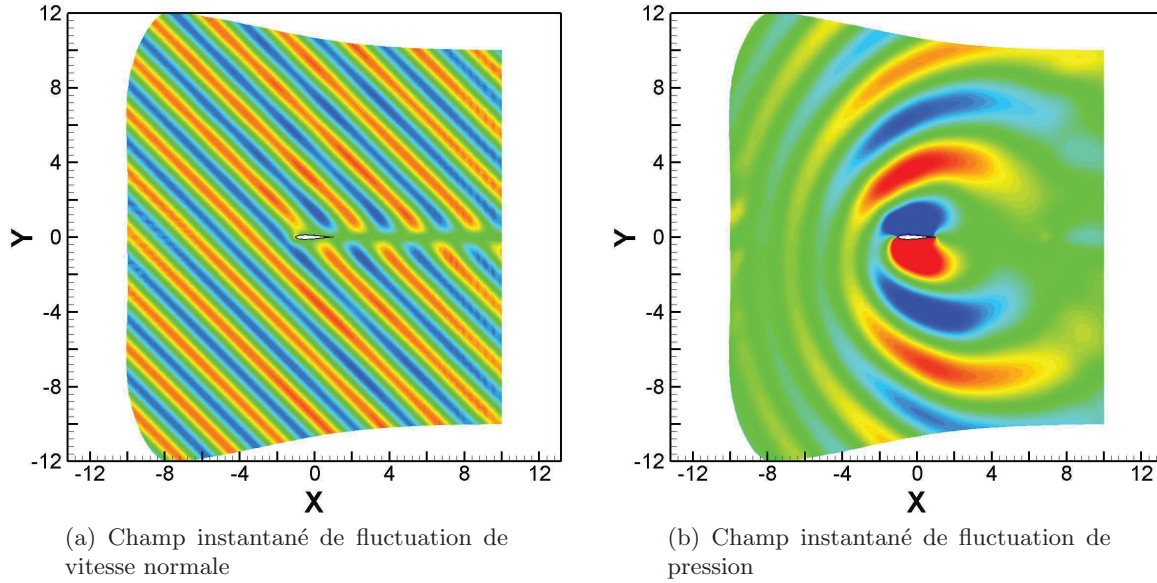 12
8
4
0
-4
-8
-12
Y
-12 -8 -4 0 4 8 12
X
(a) Champ instantané de fluctuation de
vitesse normale
12
8
4
0
-4
-8
-12
Y
-12 -8 -4 0 4 8 12
X
(b) Champ instantané de fluctuation de
pression